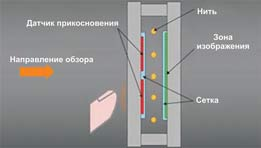 Датчик прикосновения
Нить
Зона
изображения
Направление обзора
Сетка